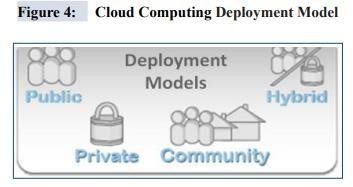 Figure 4: Cloud Computing Deployment Model
Deployment
Models
Public
Hybrid
Private
Community